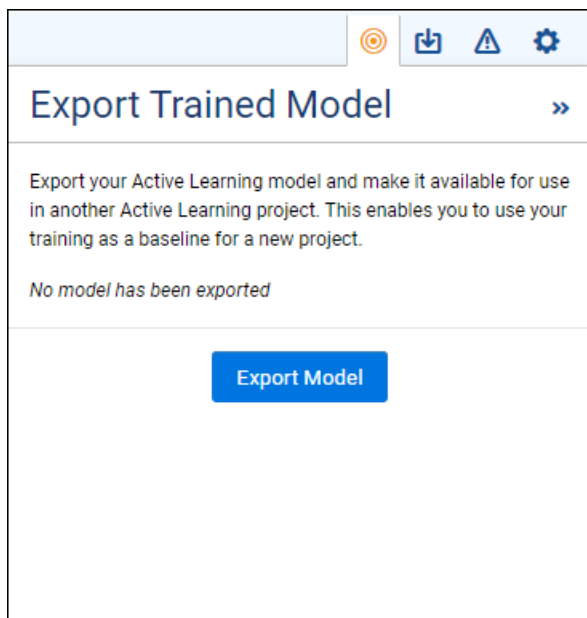 Export Trained Model
Export your Active Learning model and make it available for use
in another Active Learning project. This enables you to use your
training as a baseline for a new project.
No model has been exported
Export Model